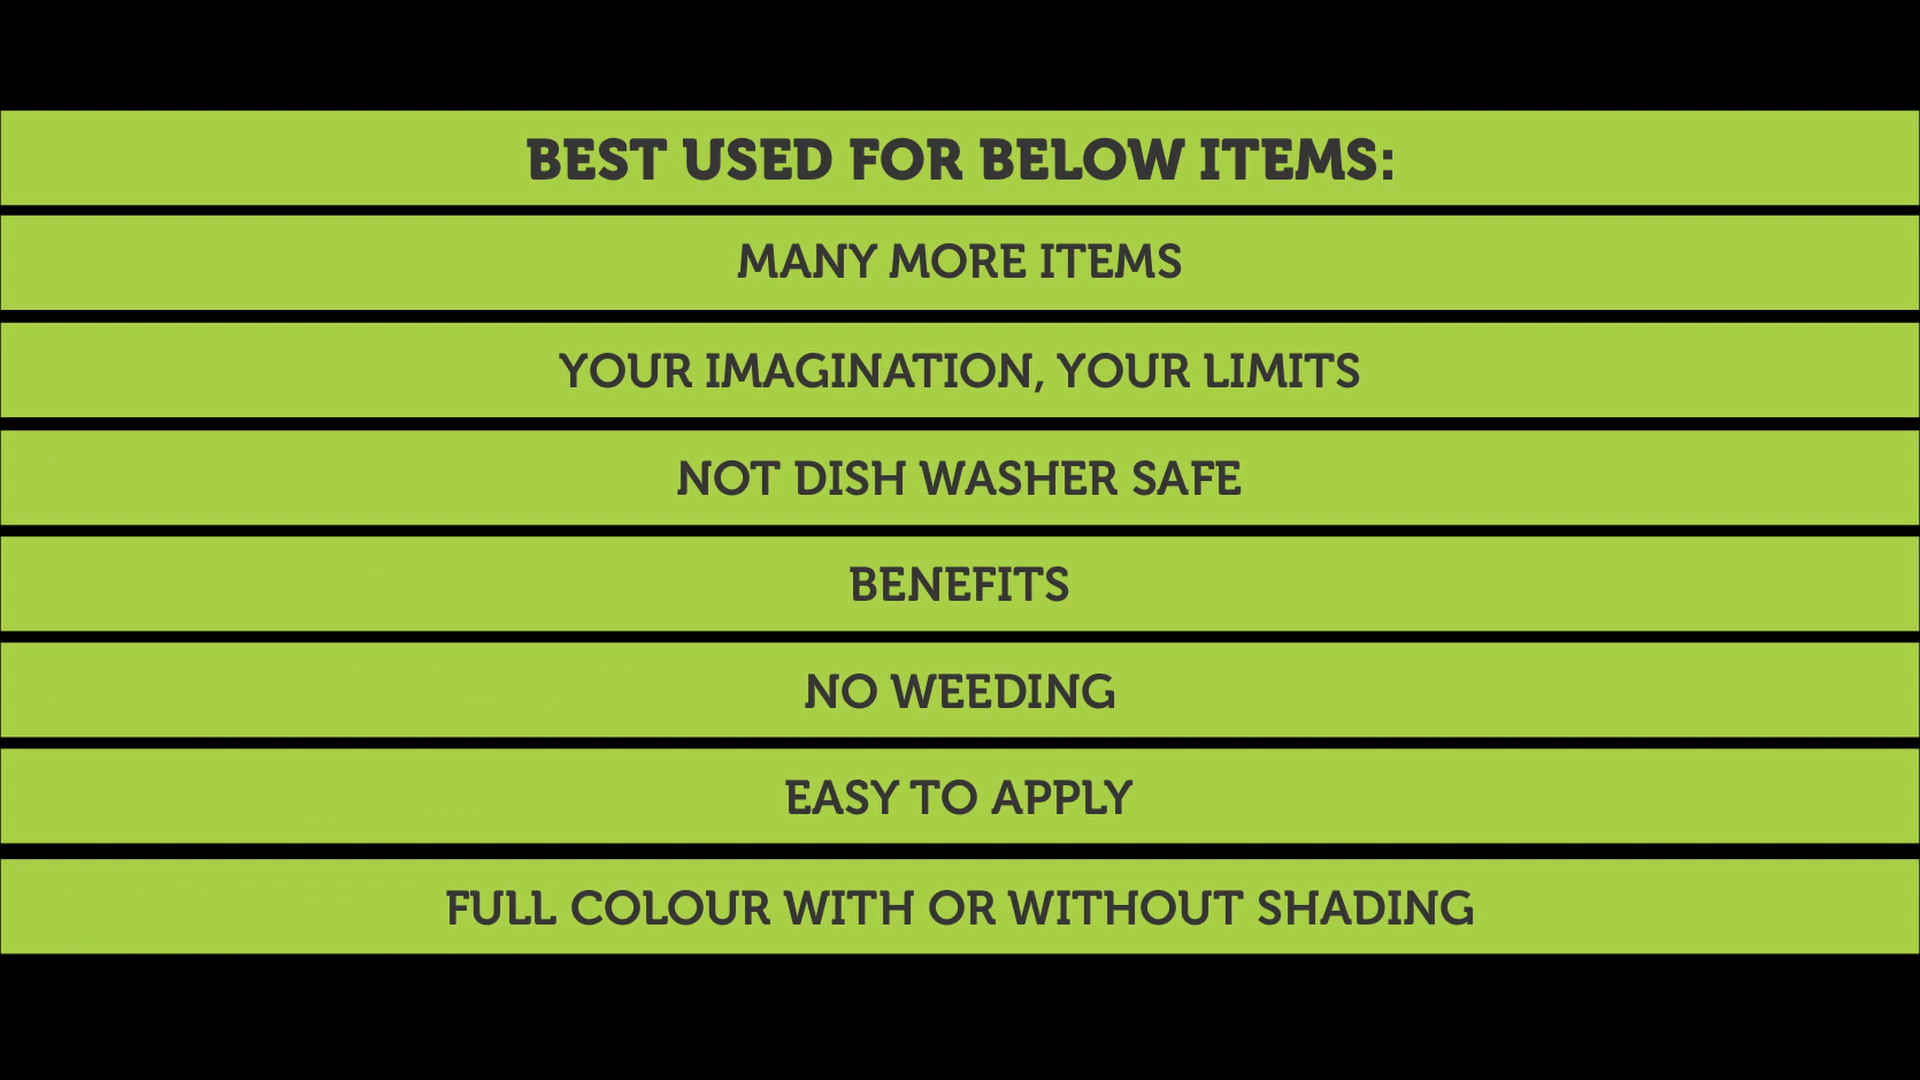 BEST USED FOR BELOW ITEMS:
MANY MORE ITEMS
YOUR IMAGINATION, YOUR LIMITS
NOT DISH WASHER SAFE
BENEFITS
NO WEEDING
EASY TO APPLY
FULL COLOUR WITH OR WITHOUT SHADING